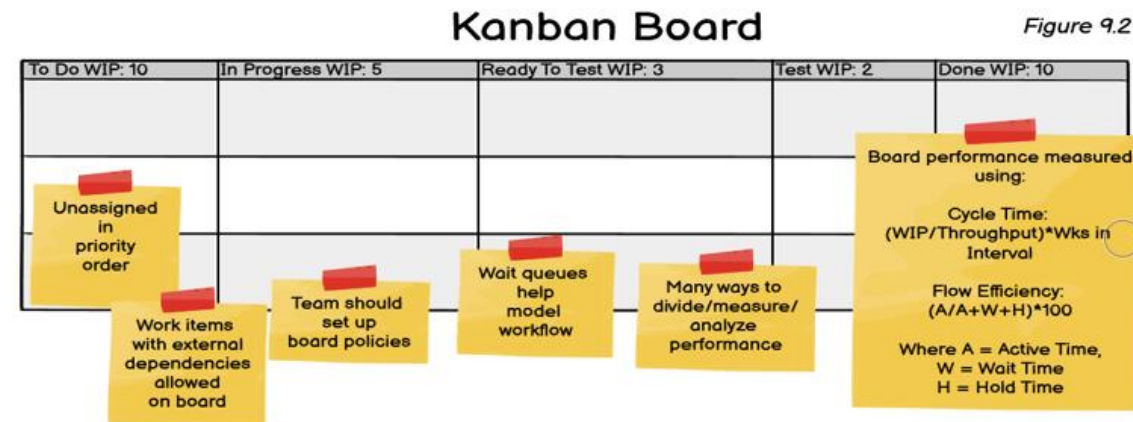 Kanban Board
Figure 9.2
To Do WIP: 10
In Progress WIP: 5
Ready To Test WIP: 3
Test WIP: 2
Done WIP: 10
Unassigned
in
priority
order
Work items
with external
dependencies
allowed
on board
Team should
set up
board policies
Wait queues
help
model
workflow
Many ways to
divide/measure/
analyze
performance
Board performance measured
using:
Cycle Time:
(WIP/Throughput)*Wks in
Interval
Flow Efficiency:
(A/A+W+H)*100
Where A = Active Time,
W = Wait Time
H = Hold Time